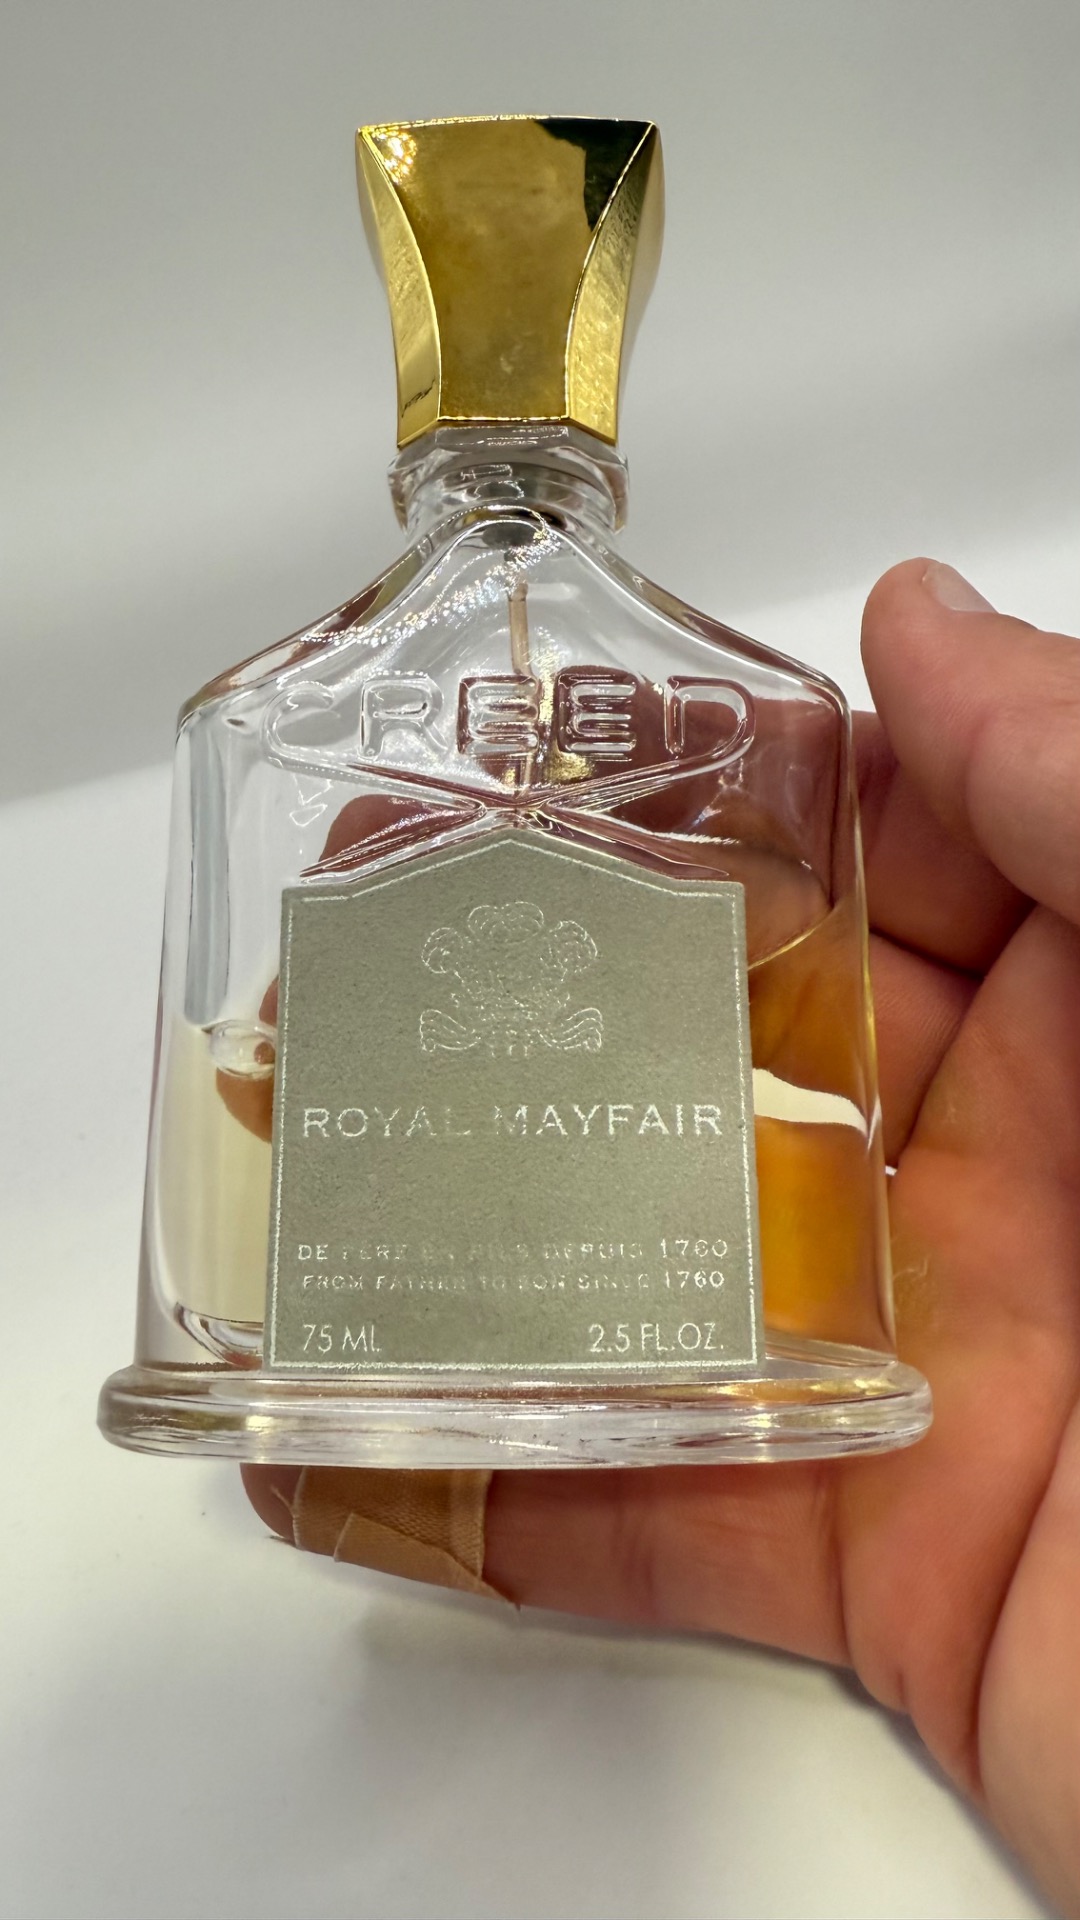 CREED
ROYAL MAYFAIR
DE PERE EN FILS DEPUIS 1760
FROM FATHER TO SON SINCE 1760
75 ML
2.5 FL.OZ.